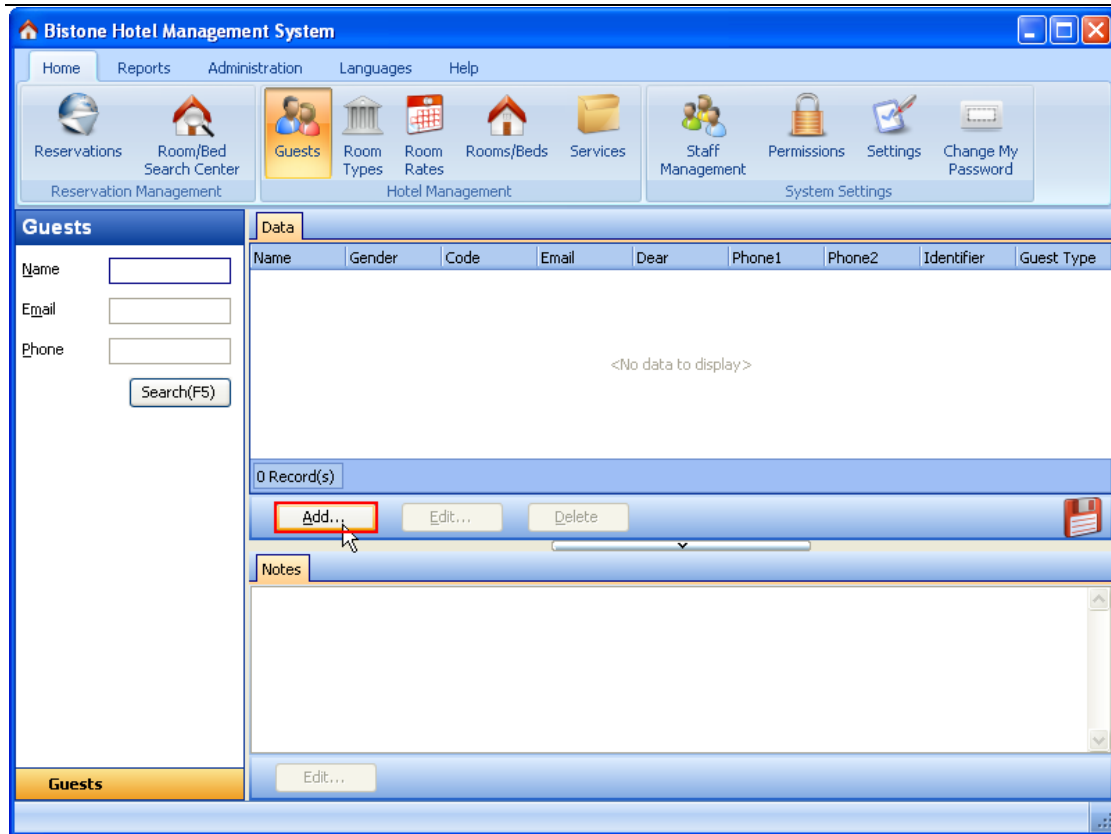 Bistone Hotel Management System
Home Reports Administration Languages Help
Reservations
Room/Bed Search Center
Reservation Management
Guests
Room Types
Room Rates
Rooms/Beds
Services
Hotel Management
Staff Management
Permissions
Settings
Change My Password
System Settings
Guests
Name
Email
Phone
Search(F5)
Guests
Data
Name Gender Code Email Dear Phone1 Phone2 Identifier Guest Type
<No data to display>
0 Record(s)
Add... Edit... Delete
Notes
Edit...